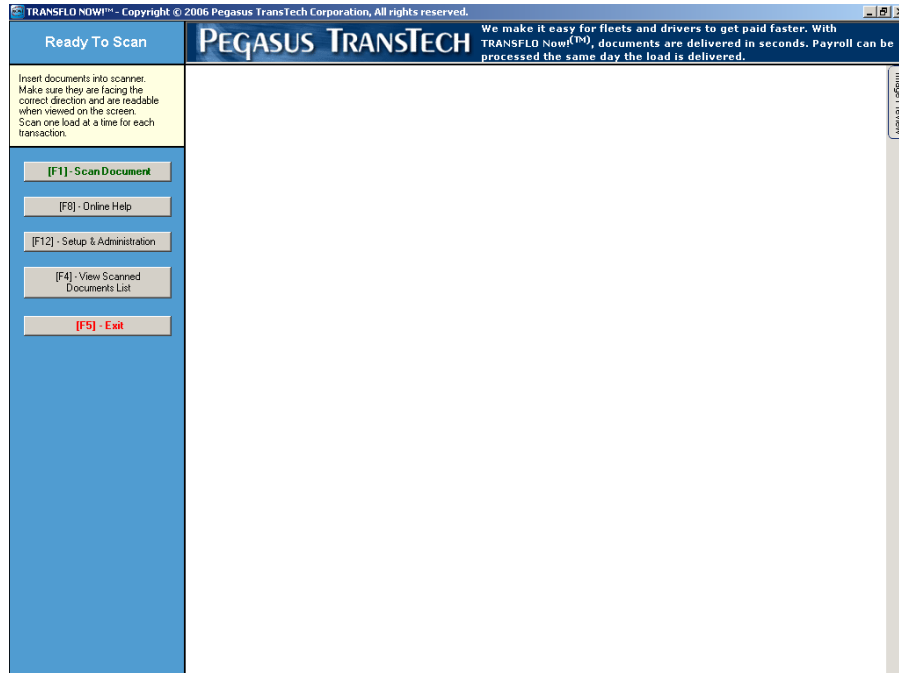 TRANSFLO NOW!™ - Copyright © 2006 Pegasus TransTech Corporation, All rights reserved.
Ready To Scan
PEGASUS TRANSTECH
We make it easy for fleets and drivers to get paid faster. With
TRANSFLO Now!(TM), documents are delivered in seconds. Payroll can be
processed the same day the load is delivered.
Insert documents into scanner.
Make sure they are facing the
correct direction and are readable
when viewed on the screen.
Scan one load at a time for each
transaction.
[F1] - Scan Document
[F8] - Online Help
[F12] - Setup & Administration
[F4] - View Scanned
Documents List
[F5] - Exit